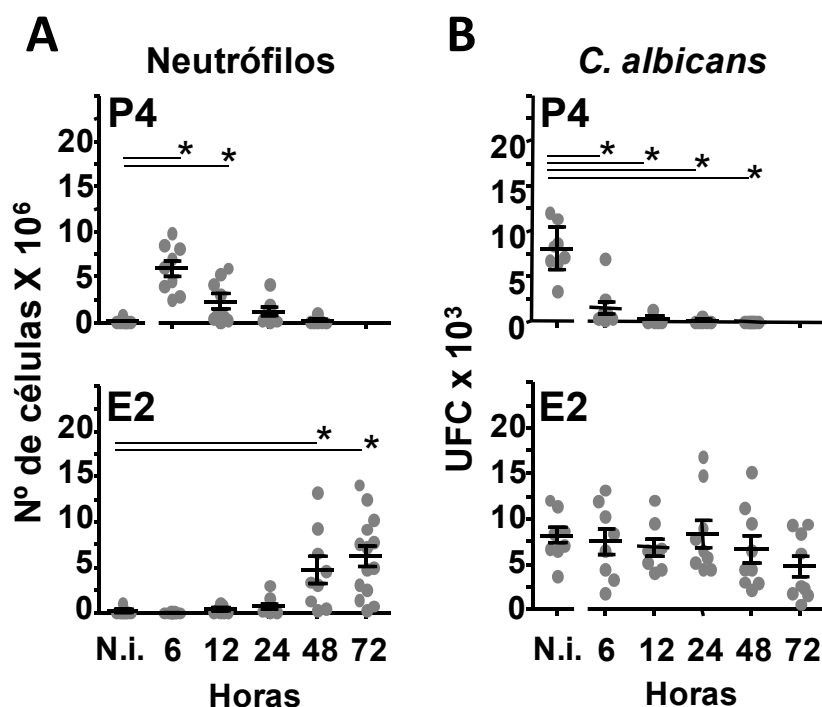 A
B
Neutrófilos
C. albicans
P4
P4
20
15
10
5
0
*
*
20
15
10
5
0
*
*
*
*
Nº de células X 10⁶
UFC x 10³
E2
E2
20
15
10
5
0
*
*
20
15
10
5
0
N.i. 6 12 24 48 72
N.i. 6 12 24 48 72
Horas
Horas